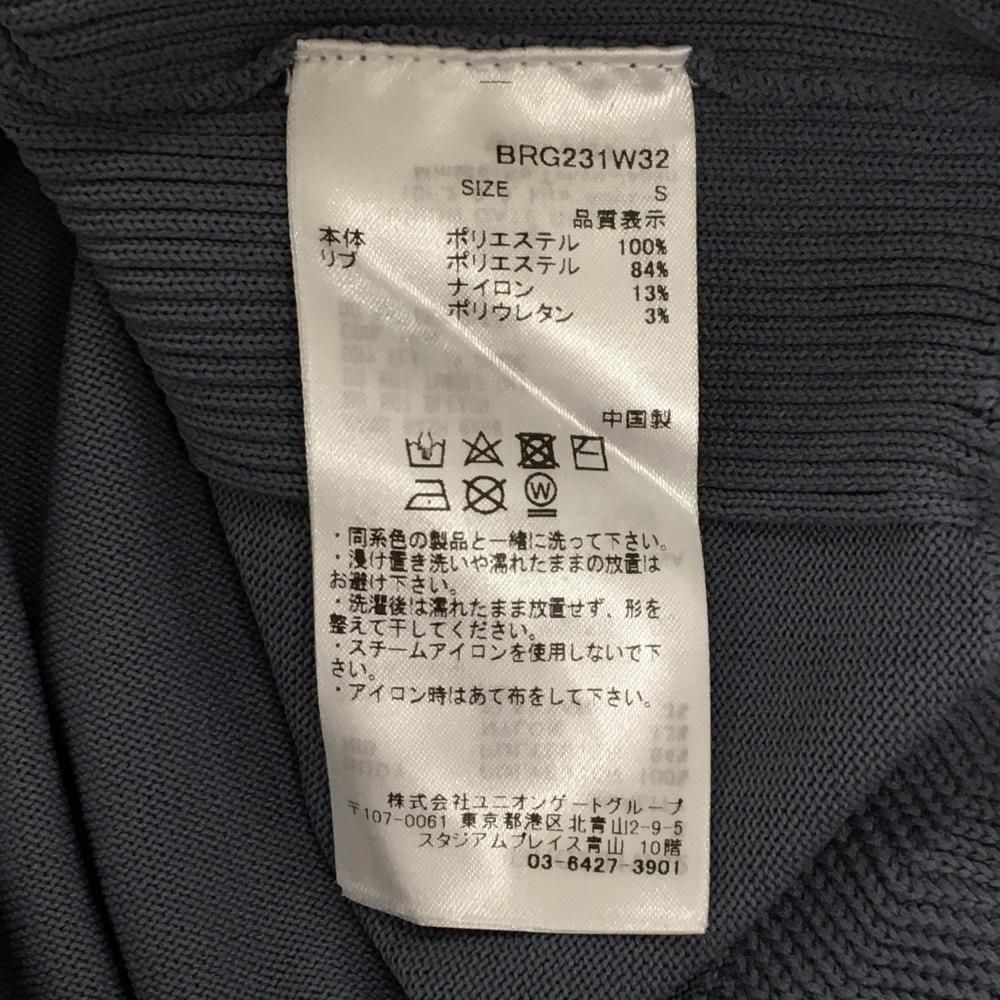 BRG231W32
SIZE S
品質表示
本体 ポリエステル 100%
リブ ポリエステル 84%
ナイロン 13%
ポリウレタン 3%
中国製
W
・同系色の製品と一緒に洗って下さい。
・浸け置き洗いや濡れたままの放置は
お避け下さい。
・洗濯後は濡れたまま放置せず、形を
整えて干してください。
・スチームアイロンを使用しないで下
さい。
・アイロン時はあて布をして下さい。
株式会社ユニオンゲートグループ
〒107-0061 東京都港区北青山2-9-5
スタジアムプレイス青山 10階
03-6427-3901